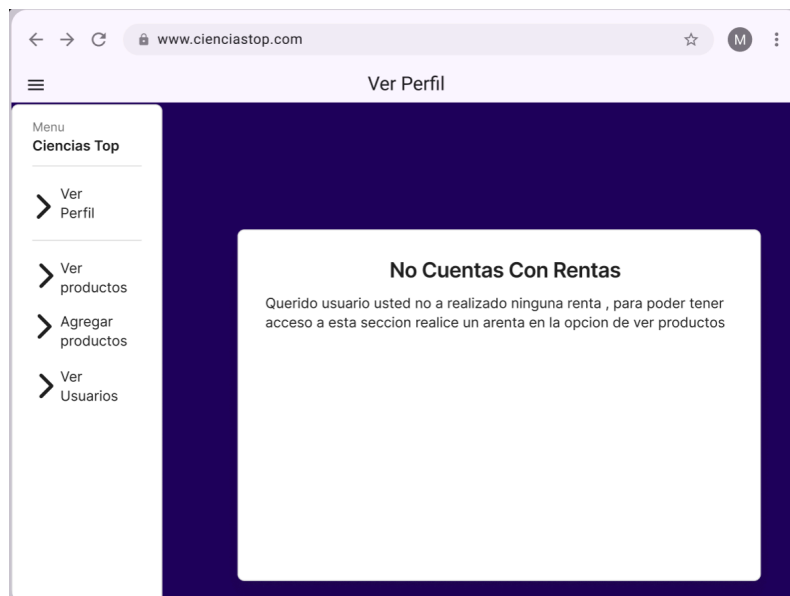 www.cienciastop.com
M
Ver Perfil
Menu
Ciencias Top
Ver
Perfil
Ver
productos
Agregar
productos
Ver
Usuarios
No Cuentas Con Rentas
Querido usuario usted no a realizado ninguna renta , para poder tener
acceso a esta seccion realice un arenta en la opcion de ver productos